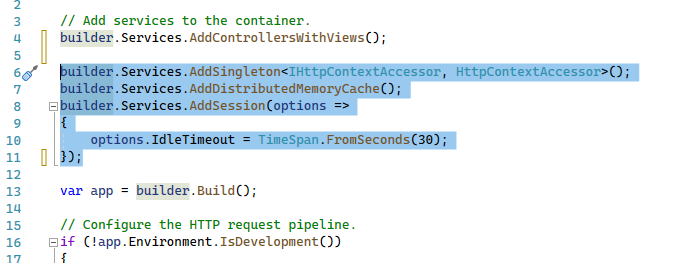 2
3 // Add services to the container.
4 builder.Services.AddControllersWithViews();
5
6 builder.Services.AddSingleton<IHttpContextAccessor, HttpContextAccessor>();
7 builder.Services.AddDistributedMemoryCache();
8 builder.Services.AddSession(options =>
9 {
10 options.IdleTimeout = TimeSpan.FromSeconds(30);
11 });
12
13 var app = builder.Build();
14
15 // Configure the HTTP request pipeline.
16 if (!app.Environment.IsDevelopment())
17 {